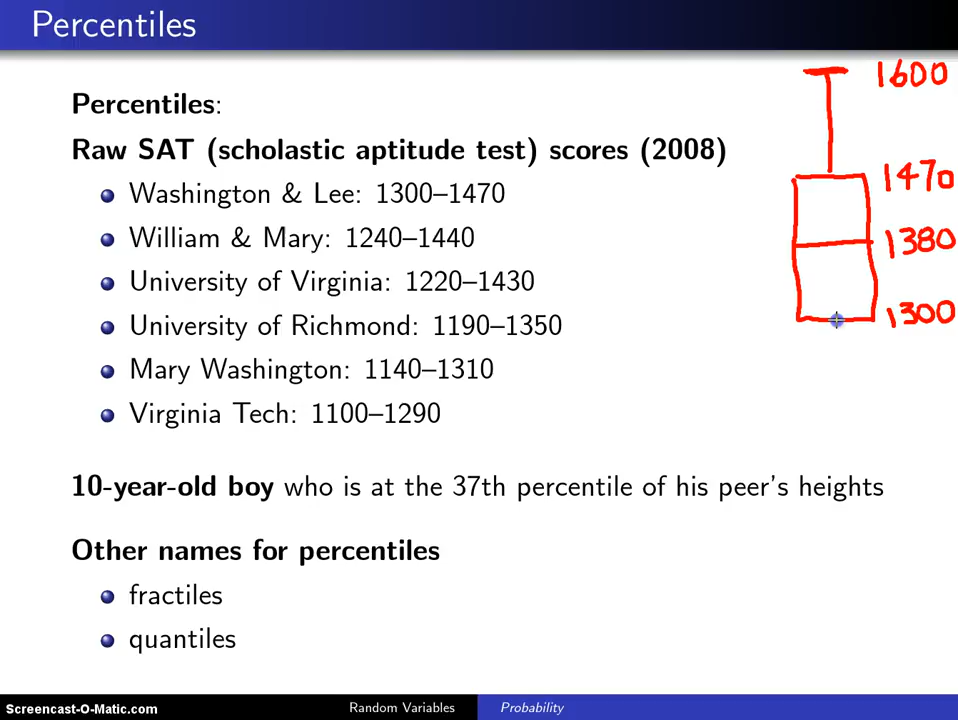 Percentiles
Percentiles:
Raw SAT (scholastic aptitude test) scores (2008)
Washington & Lee: 1300–1470
William & Mary: 1240–1440
University of Virginia: 1220–1430
University of Richmond: 1190–1350
Mary Washington: 1140–1310
Virginia Tech: 1100–1290
1600
1470
1380
1300
10-year-old boy who is at the 37th percentile of his peer's heights
Other names for percentiles
fractiles
quantiles
Screencast-O-Matic.com
Random Variables
Probability